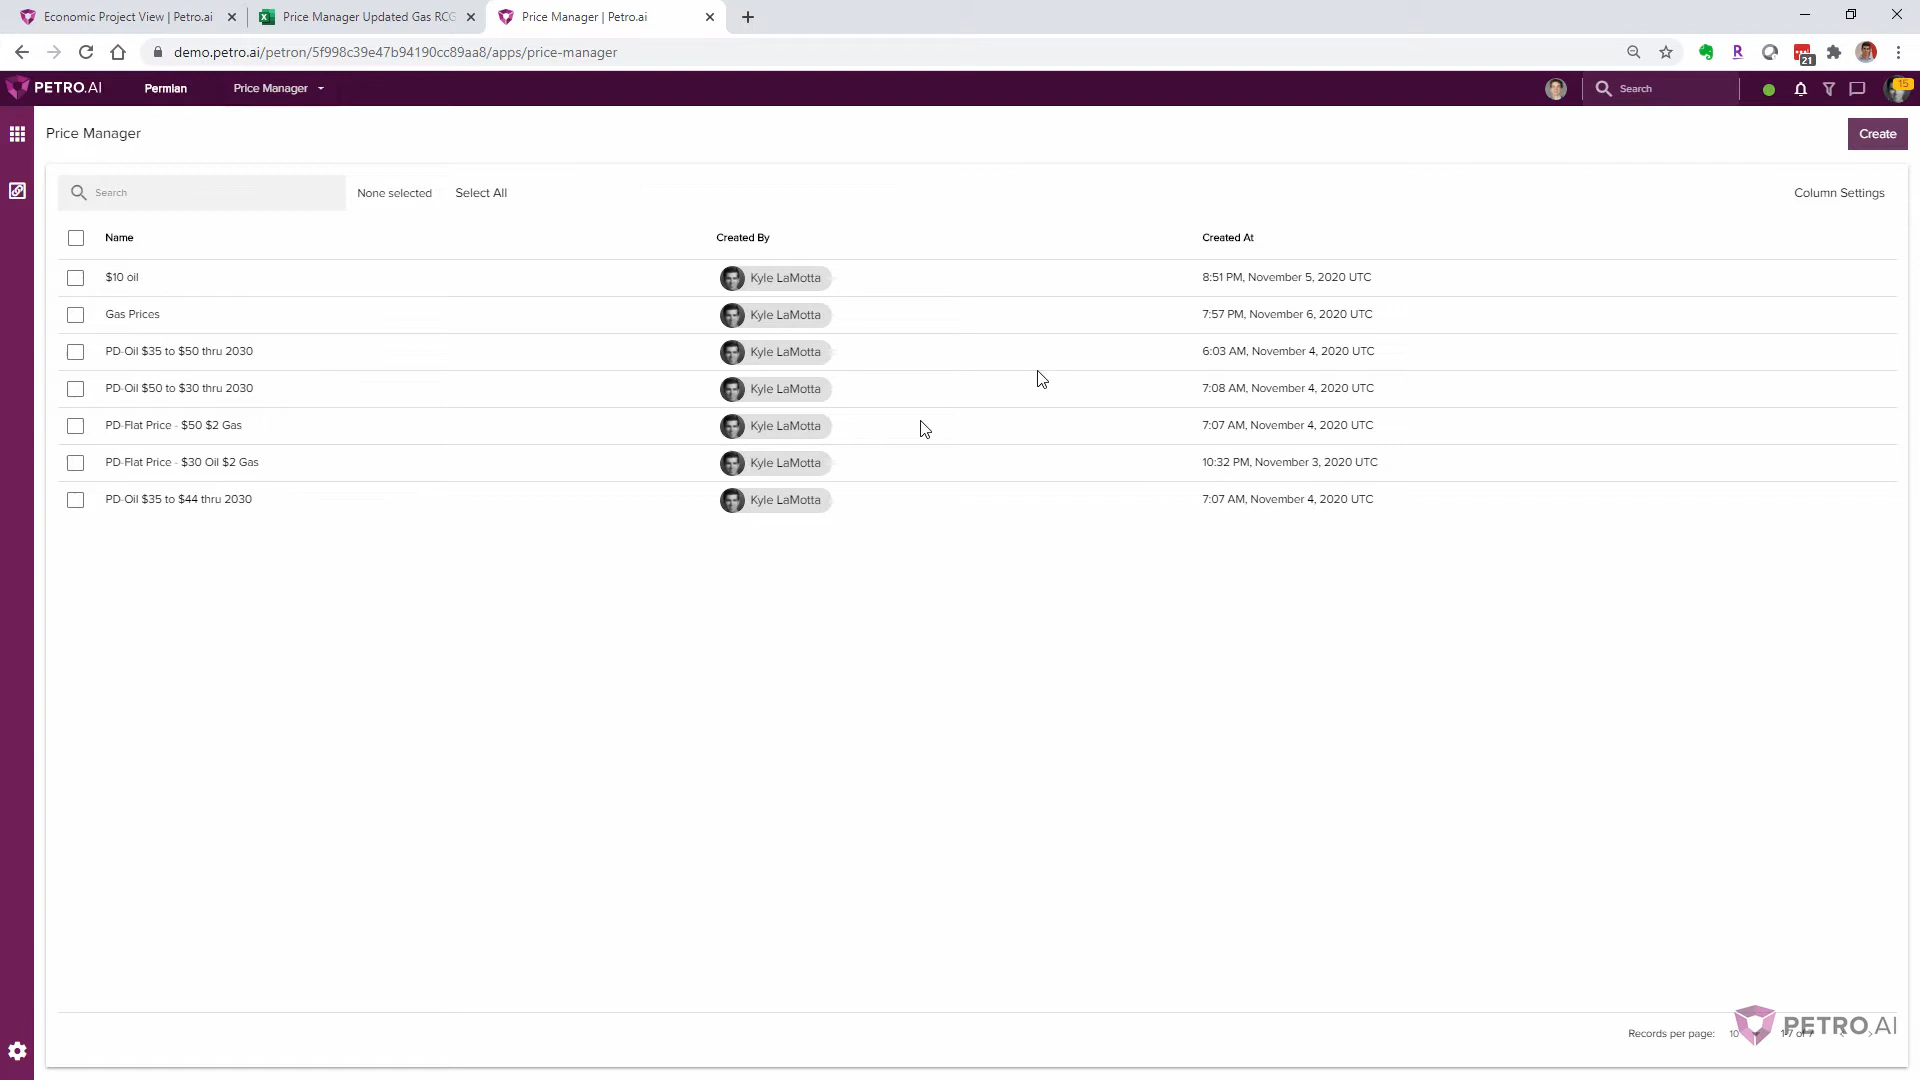 Economic Project View | Petro.ai
Price Manager Updated Gas RCG
Price Manager | Petro.ai
demo.petro.ai/petron/5f998c39e47b94190cc89aa8/apps/price-manager
R
21
PETRO.AI
Permian
Price Manager
Search
15
Price Manager
Create
Search
None selected
Select All
Column Settings
Name Created By Created At
$10 oil Kyle LaMotta 8:51 PM, November 5, 2020 UTC
Gas Prices Kyle LaMotta 7:57 PM, November 6, 2020 UTC
PD-Oil $35 to $50 thru 2030 Kyle LaMotta 6:03 AM, November 4, 2020 UTC
PD-Oil $50 to $30 thru 2030 Kyle LaMotta 7:08 AM, November 4, 2020 UTC
PD-Flat Price - $50 $2 Gas Kyle LaMotta 7:07 AM, November 4, 2020 UTC
PD-Flat Price - $30 Oil $2 Gas Kyle LaMotta 10:32 PM, November 3, 2020 UTC
PD-Oil $35 to $44 thru 2030 Kyle LaMotta 7:07 AM, November 4, 2020 UTC
Records per page: 10 1-7 of 7
PETRO.AI